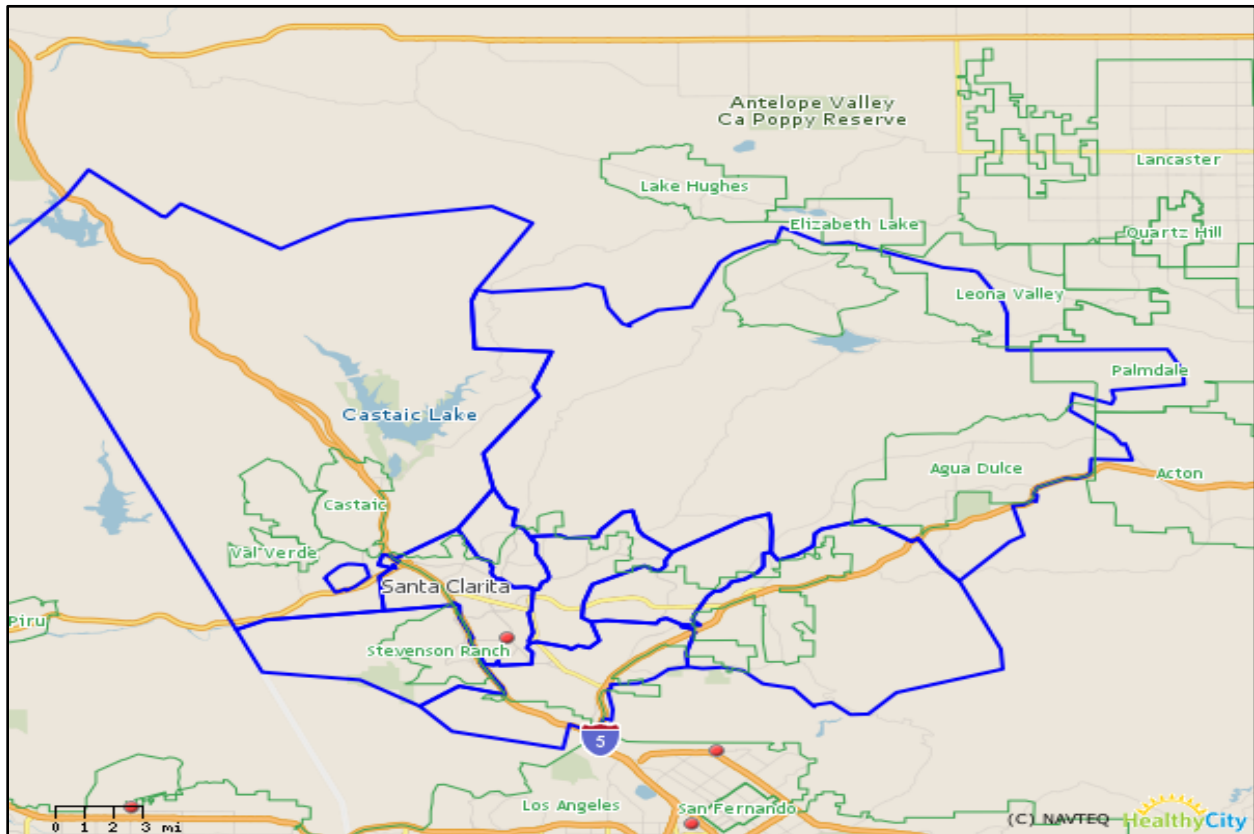 Antelope Valley
Ca Poppy Reserve
Lancaster
Lake Hughes
Elizabeth Lake
Quartz Hill
Leona Valley
Palmdale
Castaic Lake
Agua Dulce
Acton
Castaic
Val Verde
Santa Clarita
Piru
Stevenson Ranch
5
Los Angeles
San Fernando
0 1 2 3 mi
(C) NAVTEQ HealthyCity